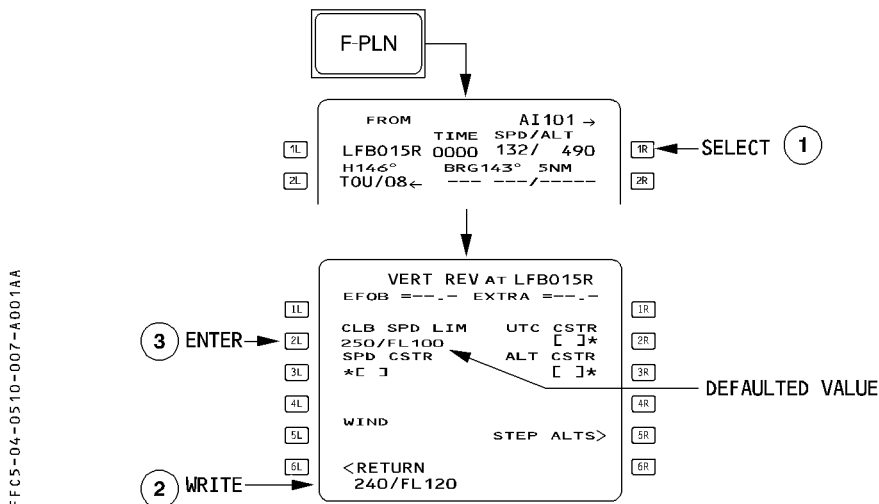 F-PLN
FROM AI101 →
TIME SPD/ALT
1L LFBO15R 0000 132/ 490 1R SELECT 1
H146° BRG143° 5NM
2L TOU/08← --- ---/----- 2R
VERT REV AT LFBO15R
EFOB =--.- EXTRA =--.-
1L 1R
CLB SPD LIM UTC CSTR
3 ENTER 2L 250/FL100 [ ]* 2R
SPD CSTR ALT CSTR
3L *[ ] [ ]* 3R
DEFAULTED VALUE
4L 4R
WIND
5L STEP ALTS> 5R
6L <RETURN 6R
2 WRITE 240/FL120
FFC5-04-0510-007-A001AA